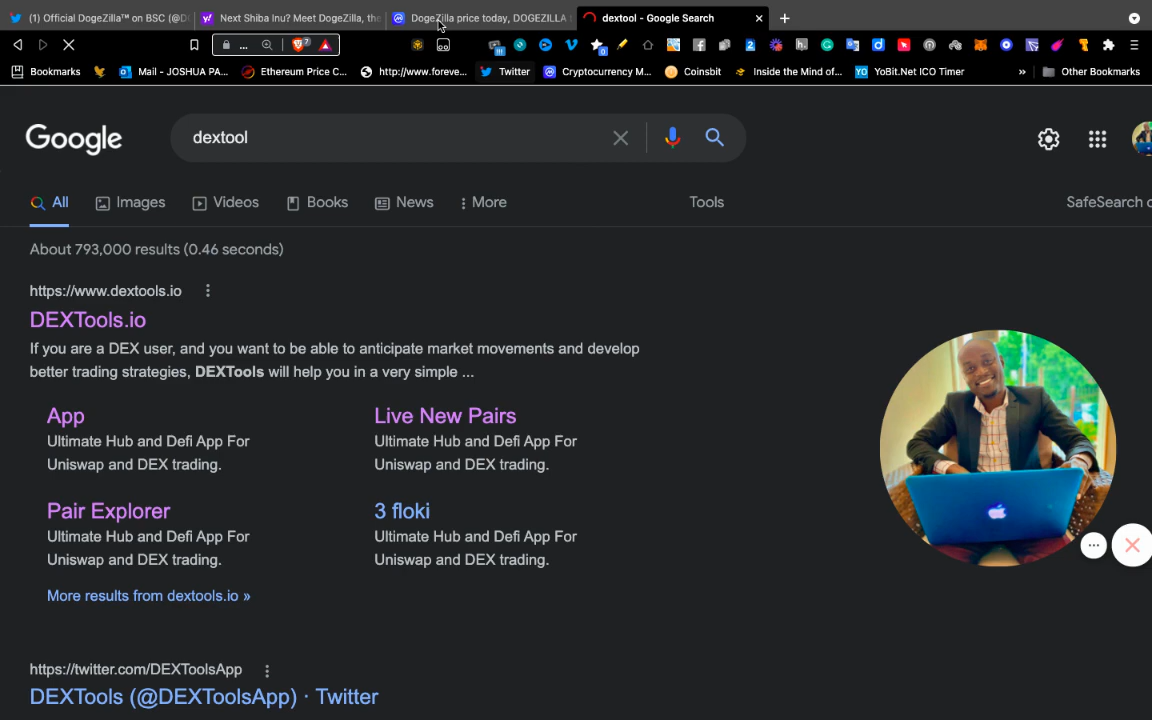 (1) Official DogeZilla™ on BSC (@D
Next Shiba Inu? Meet DogeZilla, the
DogeZilla price today, DOGEZILLA
dextool - Google Search
...
Bookmarks
Mail - JOSHUA PA...
Ethereum Price C...
http://www.foreve...
Twitter
Cryptocurrency M...
Coinsbit
Inside the Mind of...
YoBit.Net ICO Timer
»
Other Bookmarks
Google
dextool
All
Images
Videos
Books
News
More
Tools
SafeSearch o
About 793,000 results (0.46 seconds)
https://www.dextools.io
DEXTools.io
If you are a DEX user, and you want to be able to anticipate market movements and develop
better trading strategies, DEXTools will help you in a very simple ...
App
Ultimate Hub and Defi App For
Uniswap and DEX trading.
Live New Pairs
Ultimate Hub and Defi App For
Uniswap and DEX trading.
Pair Explorer
Ultimate Hub and Defi App For
Uniswap and DEX trading.
3 floki
Ultimate Hub and Defi App For
Uniswap and DEX trading.
More results from dextools.io »
https://twitter.com/DEXToolsApp
DEXTools (@DEXToolsApp) · Twitter